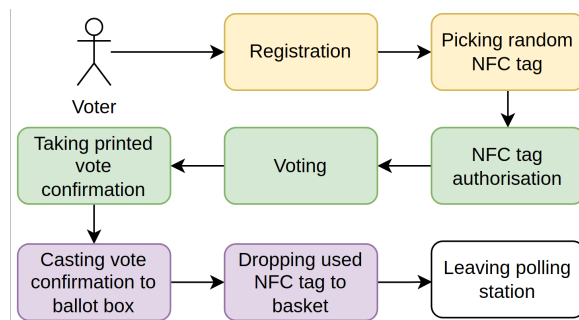 Voter
Registration
Picking random
NFC tag
NFC tag
authorisation
Voting
Taking printed
vote
confirmation
Casting vote
confirmation to
ballot box
Dropping used
NFC tag to
basket
Leaving polling
station